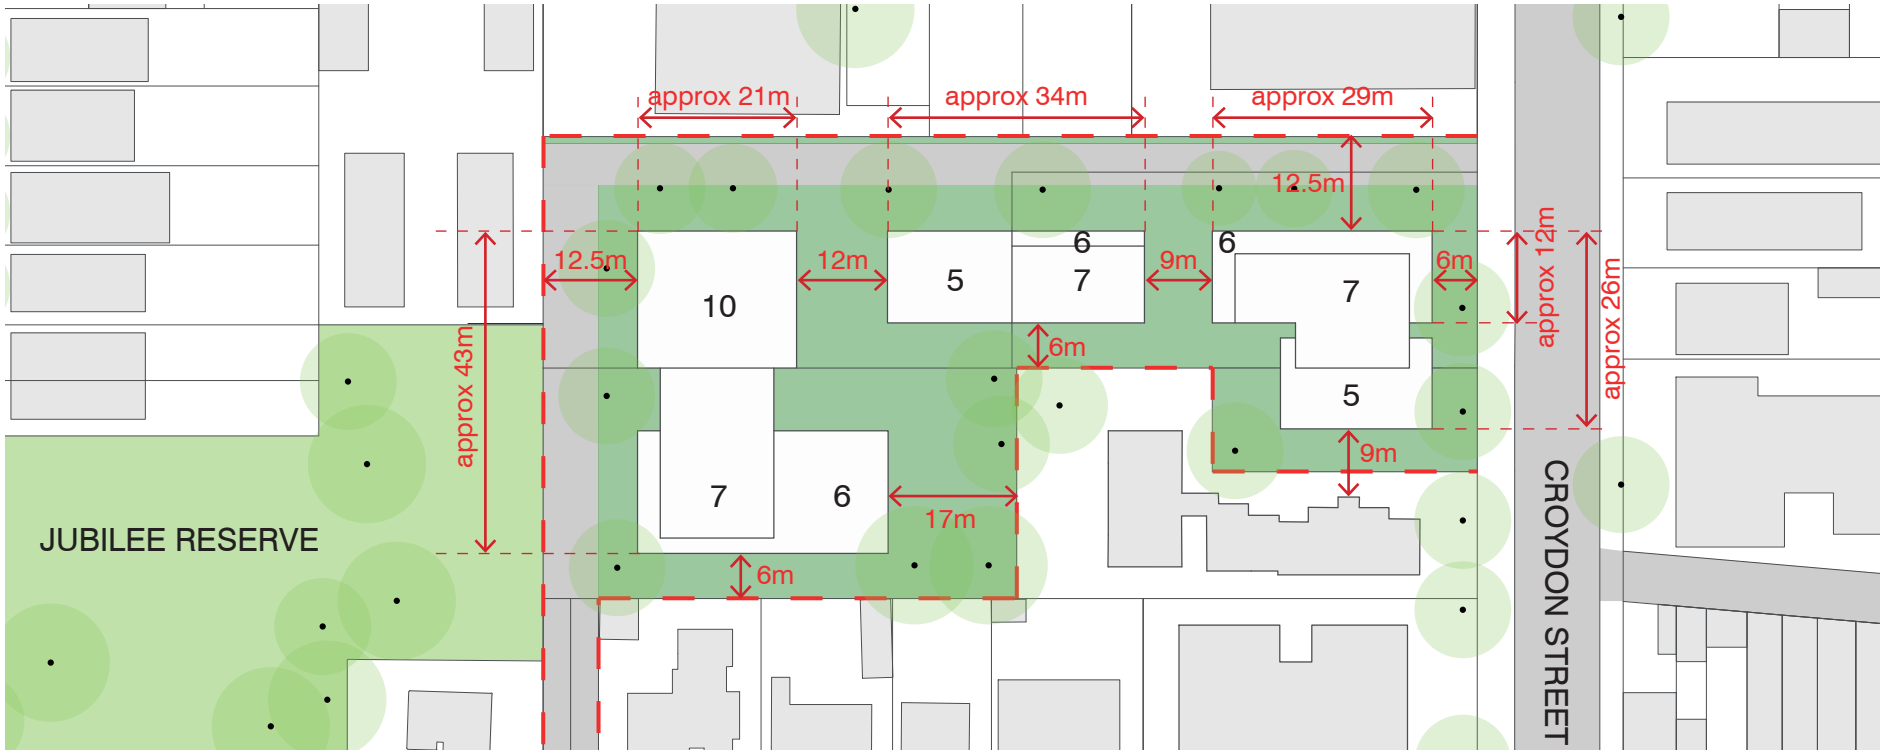 approx 21m
approx 34m
approx 29m
12.5m
6
6
approx 12m
12.5m
12m
9m
6m
5
7
7
approx 26m
10
6m
approx 43m
5
9m
7
6
17m
JUBILEE RESERVE
6m
CROYDON STREET